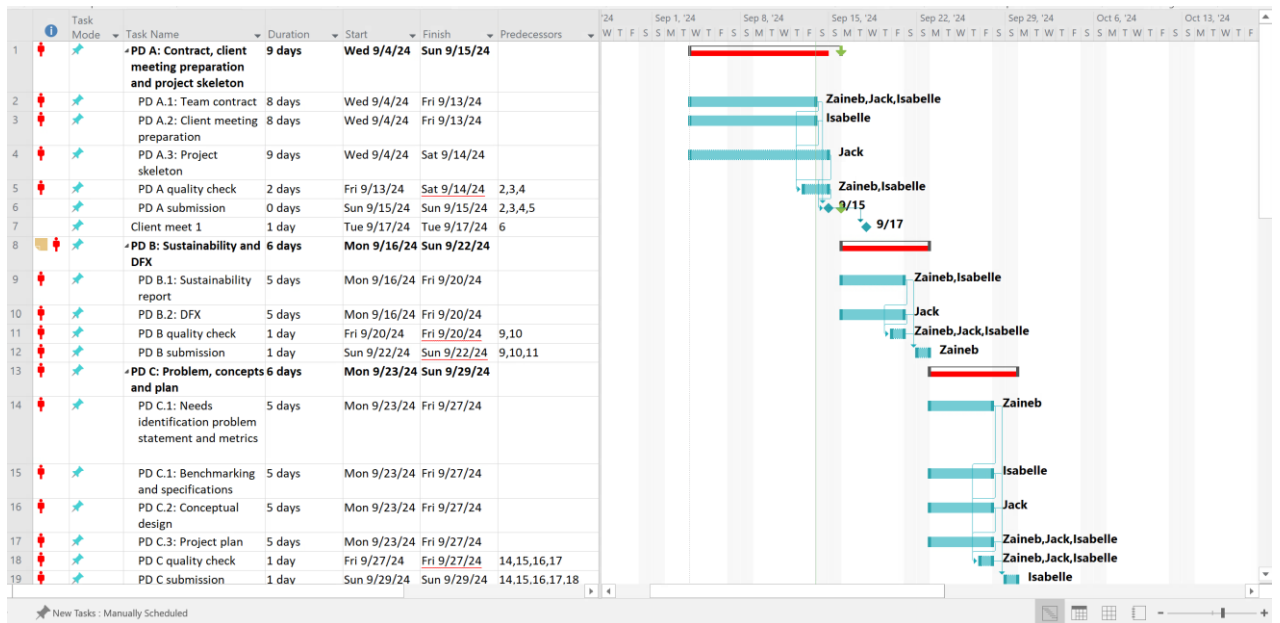 Task
Mode Task Name Duration Start Finish Predecessors
'24 Sep 1, '24 Sep 8, '24 Sep 15, '24 Sep 22, '24 Sep 29, '24 Oct 6, '24 Oct 13, '24
W T F S S M T W T F S S M T W T F S S M T W T F S S M T W T F S S M T W T F S S M T W T F S S M T W T F
1 PD A: Contract, client 9 days Wed 9/4/24 Sun 9/15/24
meeting preparation
and project skeleton
2 PD A.1: Team contract 8 days Wed 9/4/24 Fri 9/13/24 Zaineb,Jack,Isabelle
3 PD A.2: Client meeting 8 days Wed 9/4/24 Fri 9/13/24 Isabelle
preparation
4 PD A.3: Project 9 days Wed 9/4/24 Sat 9/14/24 Jack
skeleton
5 PD A quality check 2 days Fri 9/13/24 Sat 9/14/24 2,3,4 Zaineb,Isabelle
6 PD A submission 0 days Sun 9/15/24 Sun 9/15/24 2,3,4,5 9/15
7 Client meet 1 1 day Tue 9/17/24 Tue 9/17/24 6 9/17
8 PD B: Sustainability and 6 days Mon 9/16/24 Sun 9/22/24
DFX
9 PD B.1: Sustainability 5 days Mon 9/16/24 Fri 9/20/24 Zaineb,Isabelle
report
10 PD B.2: DFX 5 days Mon 9/16/24 Fri 9/20/24 Jack
11 PD B quality check 1 day Fri 9/20/24 Fri 9/20/24 9,10 Zaineb,Jack,Isabelle
12 PD B submission 1 day Sun 9/22/24 Sun 9/22/24 9,10,11 Zaineb
13 PD C: Problem, concepts 6 days Mon 9/23/24 Sun 9/29/24
and plan
14 PD C.1: Needs 5 days Mon 9/23/24 Fri 9/27/24 Zaineb
identification problem
statement and metrics
15 PD C.1: Benchmarking 5 days Mon 9/23/24 Fri 9/27/24 Isabelle
and specifications
16 PD C.2: Conceptual 5 days Mon 9/23/24 Fri 9/27/24 Jack
design
17 PD C.3: Project plan 5 days Mon 9/23/24 Fri 9/27/24 Zaineb,Jack,Isabelle
18 PD C quality check 1 day Fri 9/27/24 Fri 9/27/24 14,15,16,17 Zaineb,Jack,Isabelle
19 PD C submission 1 day Sun 9/29/24 Sun 9/29/24 14,15,16,17,18 Isabelle
New Tasks : Manually Scheduled